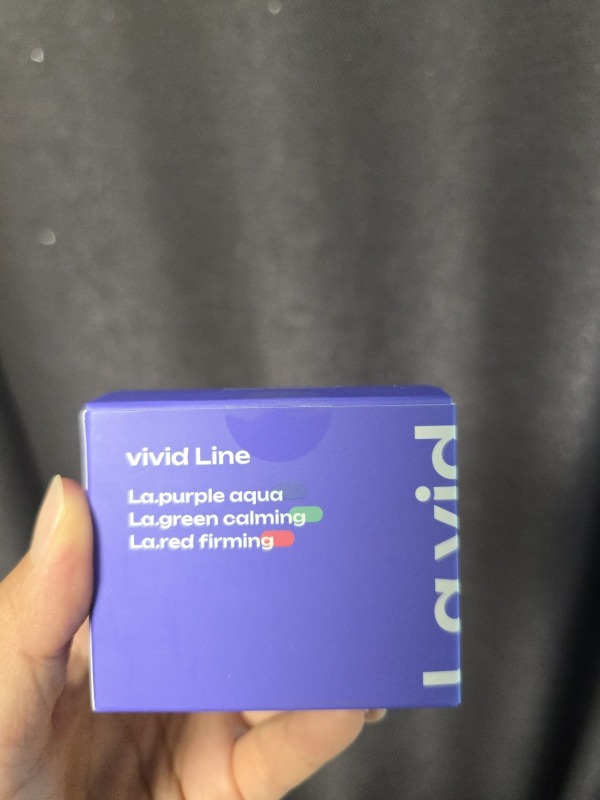 vivid Line
La.purple aqua
La.green calming
La.red firming
La vid